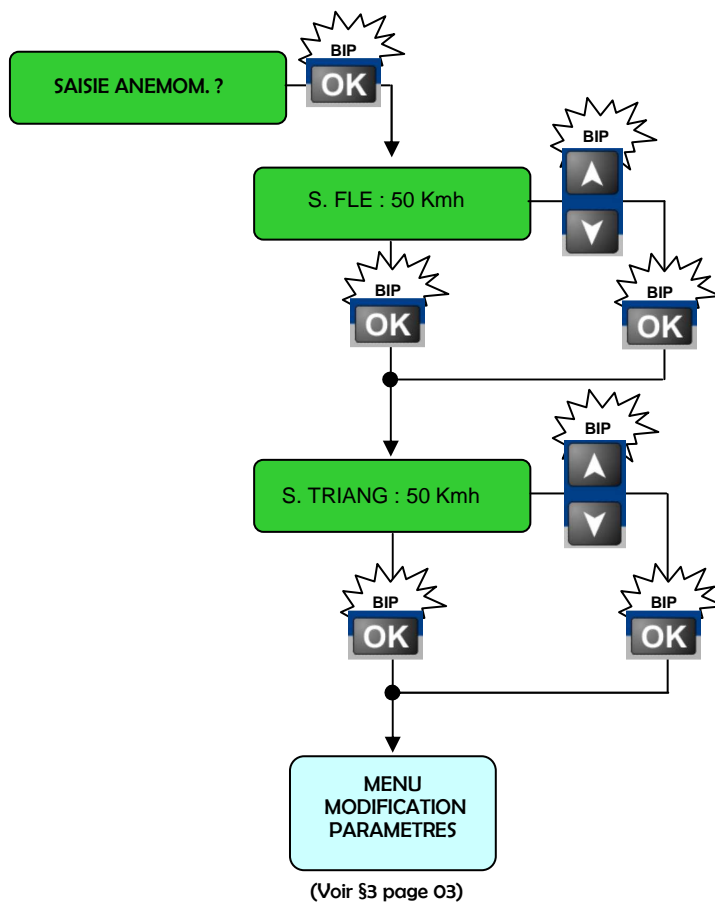 BIP
OK
SAISIE ANEMOM. ?
BIP
S. FLE : 50 Kmh
BIP
OK
BIP
OK
BIP
S. TRIANG : 50 Kmh
BIP
OK
BIP
OK
MENU
MODIFICATION
PARAMETRES
(Voir §3 page 03)